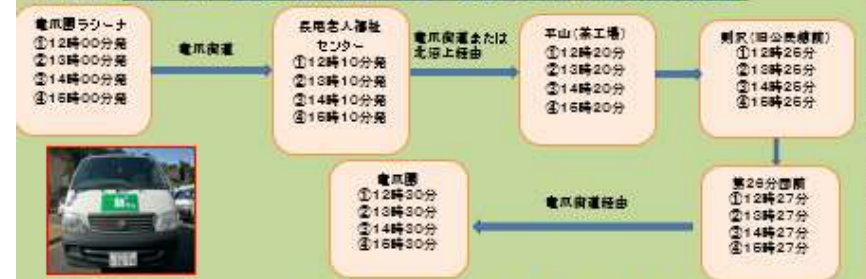 竜爪園ラシーナ
①12時00分発
②13時00分発
③14時00分発
④15時00分発
竜爪街道
長尾老人福祉
センター
①12時10分発
②13時10分発
③14時10分発
④15時10分発
竜爪街道または
北沼上経由
平山(茶工場)
①12時20分
②13時20分
③14時20分
④15時20分
則沢(旧公民館前)
①12時25分
②13時25分
③14時25分
④15時25分
第26分団前
①12時27分
②13時27分
③14時27分
④15時27分
竜爪街道経由
竜爪園
①12時30分
②13時30分
③14時30分
④15時30分